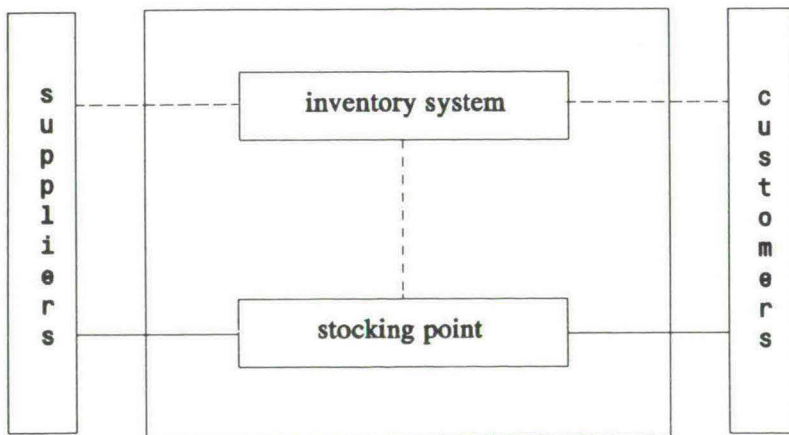 suppliers
inventory system
stocking point
customers